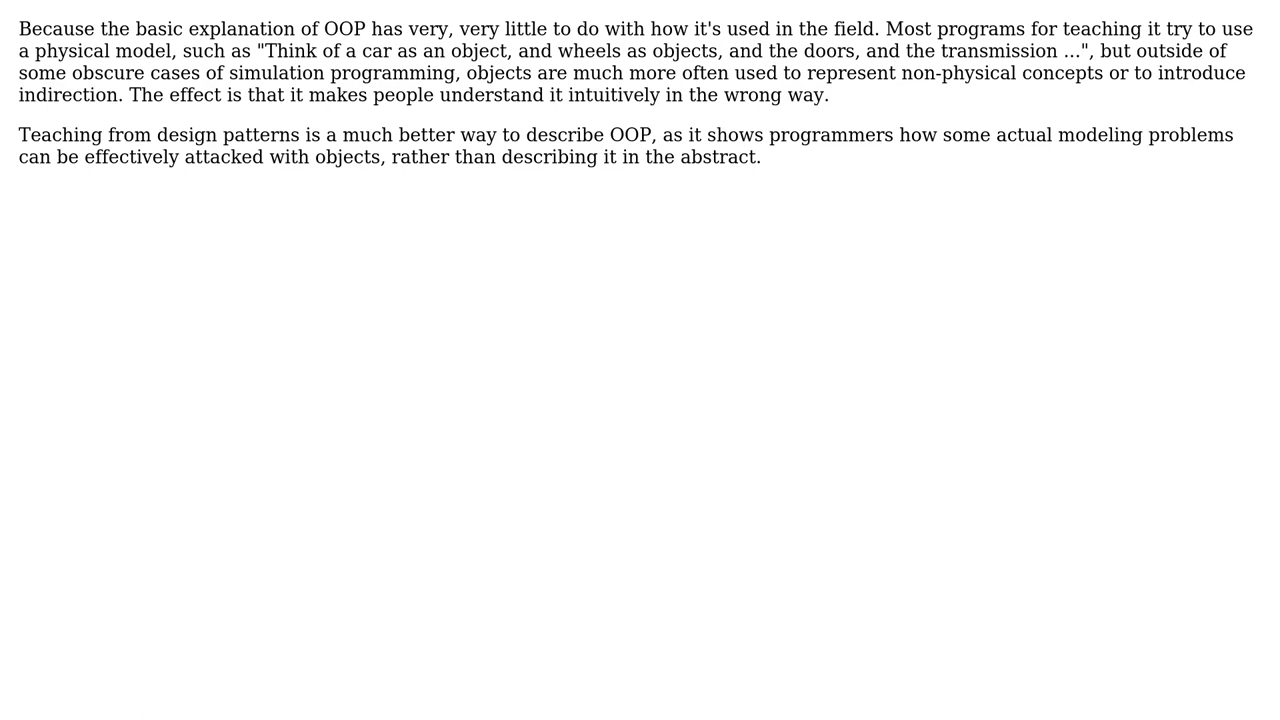 Because the basic explanation of OOP has very, very little to do with how it's used in the field. Most programs for teaching it try to use
a physical model, such as "Think of a car as an object, and wheels as objects, and the doors, and the transmission ...", but outside of
some obscure cases of simulation programming, objects are much more often used to represent non-physical concepts or to introduce
indirection. The effect is that it makes people understand it intuitively in the wrong way.
Teaching from design patterns is a much better way to describe OOP, as it shows programmers how some actual modeling problems
can be effectively attacked with objects, rather than describing it in the abstract.